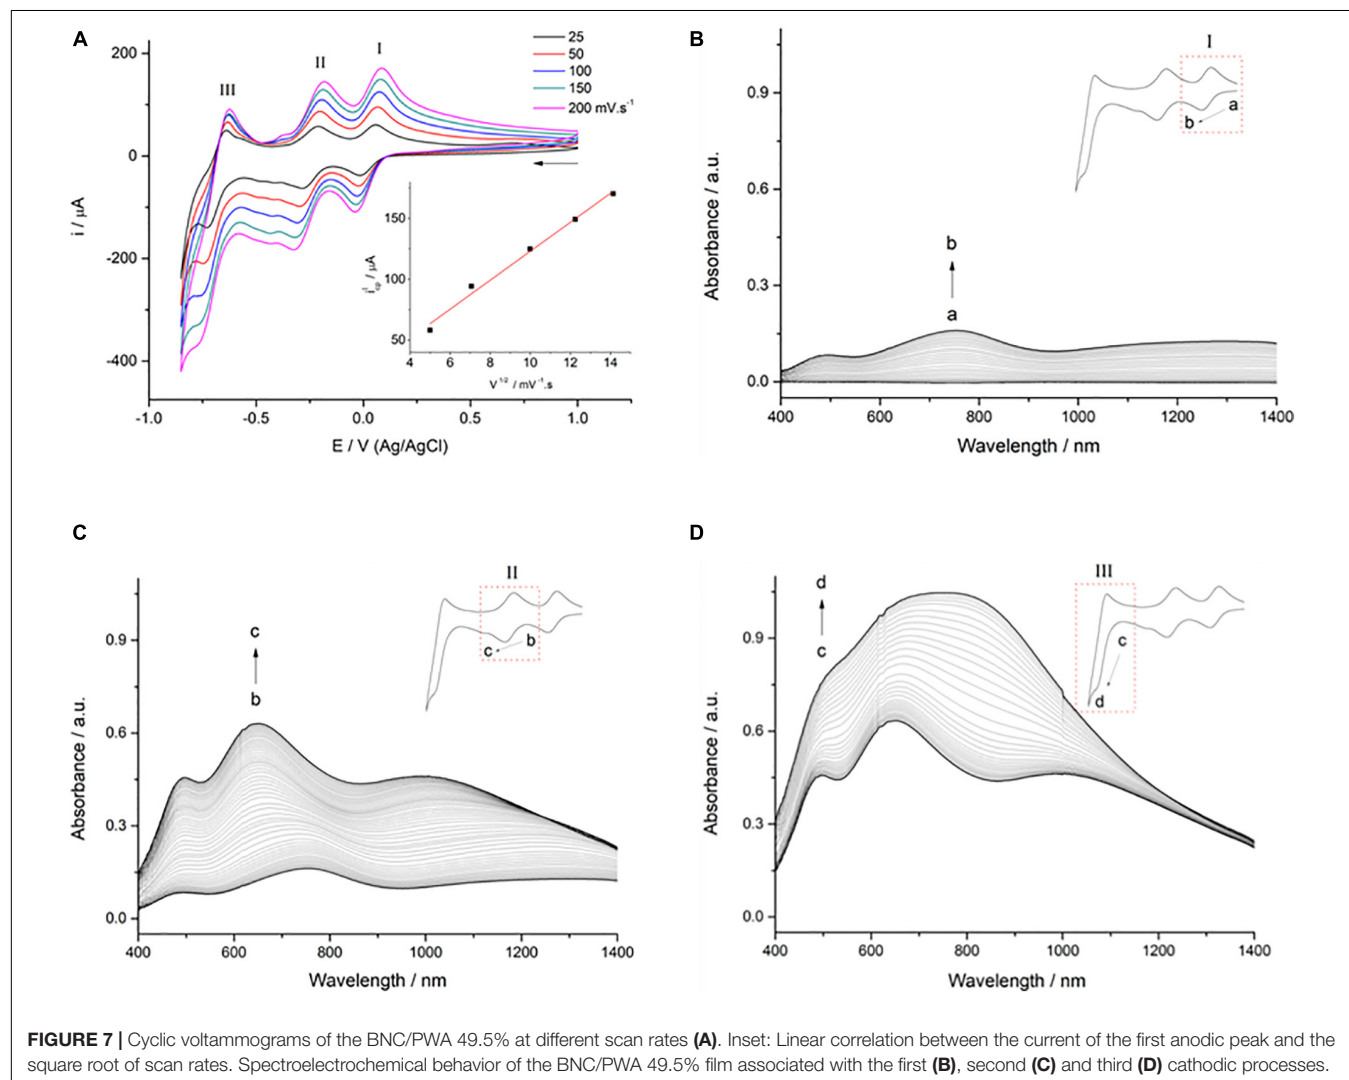 A
200
0
-200
-400
i / µA
III
II
I
25
50
100
150
200 mV.s⁻¹
-1.0
-0.5
0.0
0.5
1.0
E / V (Ag/AgCl)
150
100
50
i^I_cp / µA
4
6
8
10
12
14
V^1/2 / mV⁻¹.s
B
0.9
0.6
0.3
0.0
Absorbance / a.u.
I
a
b
b
a
400
600
800
1000
1200
1400
Wavelength / nm
C
0.9
0.6
0.3
0.0
Absorbance / a.u.
II
c
b
c
b
400
600
800
1000
1200
1400
Wavelength / nm
D
0.9
0.6
0.3
0.0
Absorbance / a.u.
III
d
c
c
d
400
600
800
1000
1200
1400
Wavelength / nm
FIGURE 7 | Cyclic voltammograms of the BNC/PWA 49.5% at different scan rates (A). Inset: Linear correlation between the current of the first anodic peak and the
square root of scan rates. Spectroelectrochemical behavior of the BNC/PWA 49.5% film associated with the first (B), second (C) and third (D) cathodic processes.